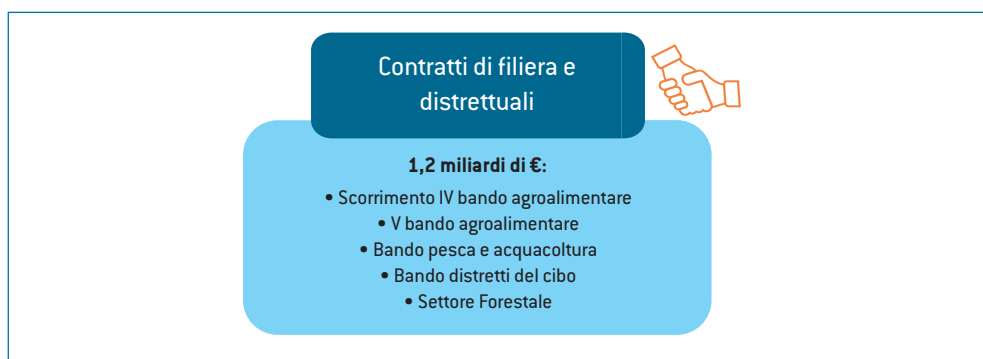 Contratti di filiera e
distrettuali
1,2 miliardi di €:
• Scorrimento IV bando agroalimentare
• V bando agroalimentare
• Bando pesca e acquacoltura
• Bando distretti del cibo
• Settore Forestale